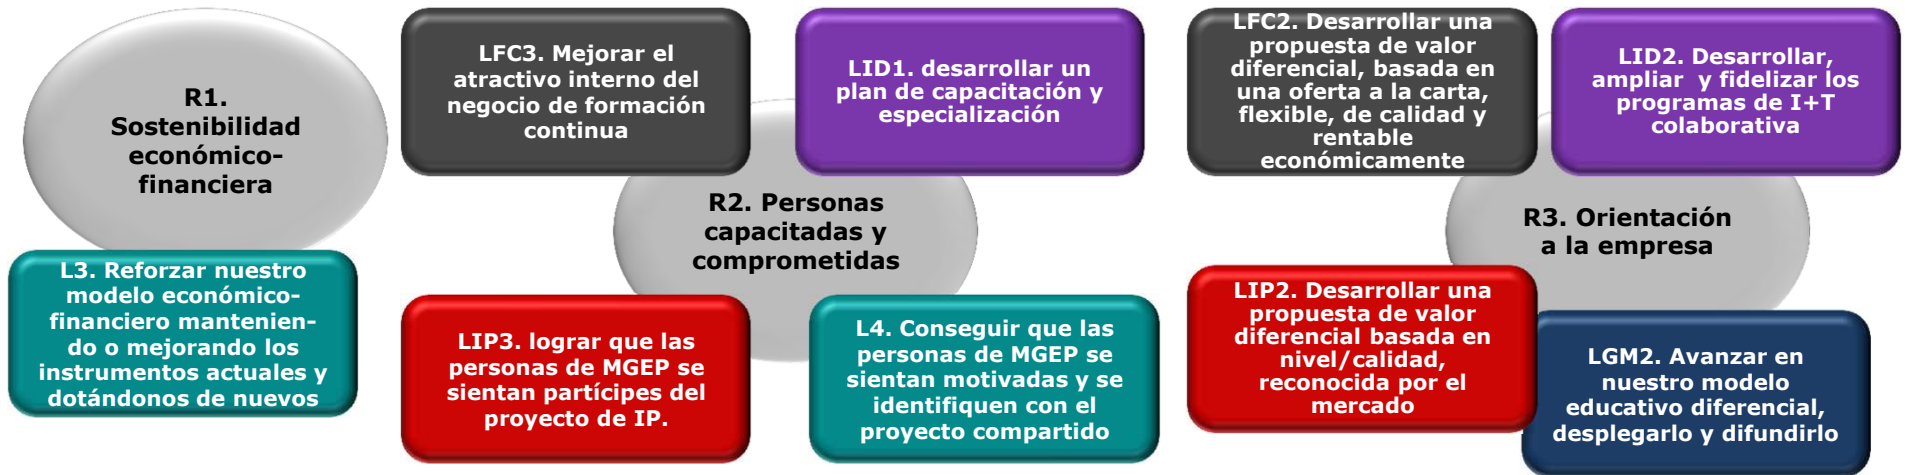 R1.
Sostenibilidad
económico-
financiera
L3. Reforzar nuestro
modelo económico-
financiero mantenien-
do o mejorando los
instrumentos actuales y
dotándonos de nuevos
LFC3. Mejorar el
atractivo interno del
negocio de formación
continua
LID1. desarrollar un
plan de capacitación y
especialización
R2. Personas
capacitadas y
comprometidas
LIP3. lograr que las
personas de MGEP se
sientan partícipes del
proyecto de IP.
L4. Conseguir que las
personas de MGEP se
sientan motivadas y se
identifiquen con el
proyecto compartido
LFC2. Desarrollar una
propuesta de valor
diferencial, basada en
una oferta a la carta,
flexible, de calidad y
rentable
económicamente
LID2. Desarrollar,
ampliar  y fidelizar los
programas de I+T
colaborativa
R3. Orientación
a la empresa
LIP2. Desarrollar una
propuesta de valor
diferencial basada en
nivel/calidad,
reconocida por el
mercado
LGM2. Avanzar en
nuestro modelo
educativo diferencial,
desplegarlo y difundirlo